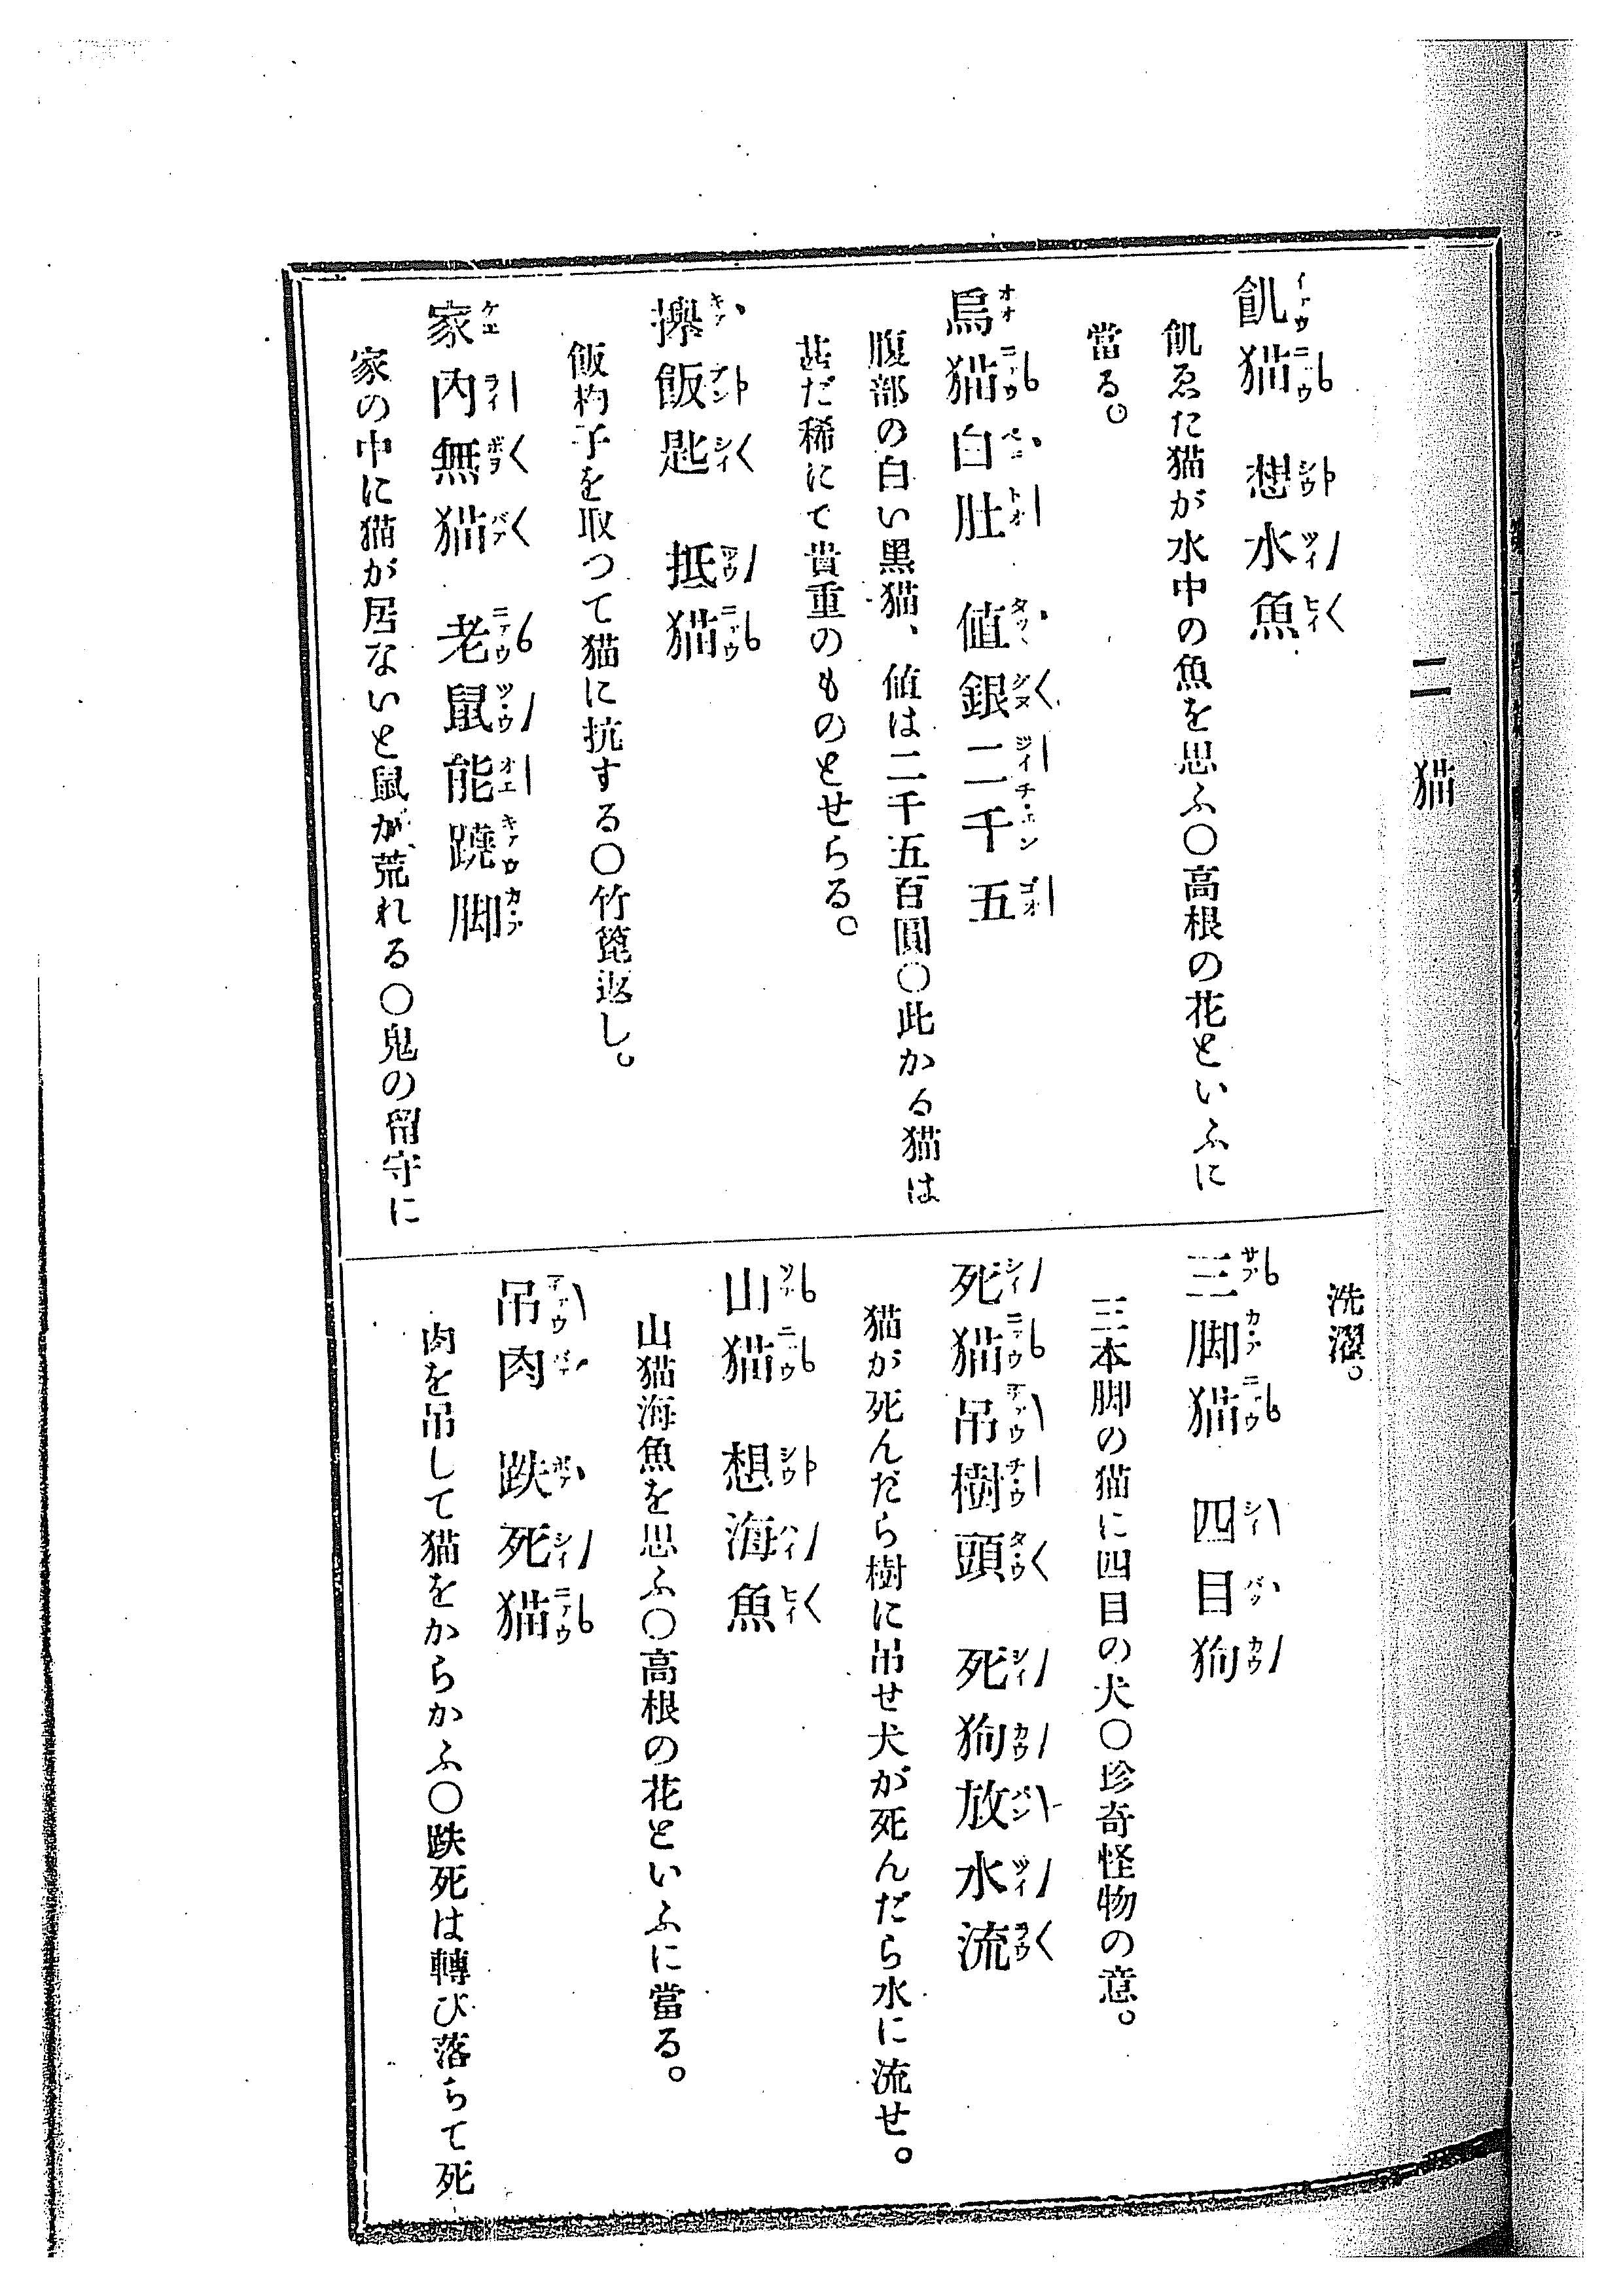 二 猫
飢猫 想水魚
飢ゑた猫が水中の魚を思ふ〇高根の花といふに
當る。
烏猫白肚 値銀二千五
腹部の白い黒猫、値は二千五百圓〇此かる猫は
甚だ稀にて貴重のものとせらる。
飯匙 抵猫
飯杓子を取つて猫に抗する〇竹箆返し。
家内無猫 老鼠能蹺脚
家の中に猫が居ないと鼠が荒れる〇鬼の留守に
洗濯。
三脚猫 四目狗
三本脚の猫に四目の犬〇珍奇怪物の意。
死猫吊樹頭 死狗放水流
猫が死んだら樹に吊せ犬が死んだら水に流せ。
山猫 想海魚
山猫海魚を思ふ〇高根の花といふに當る。
吊肉 跌死猫
肉を吊して猫をからかふ〇跌死は轉び落ちて死